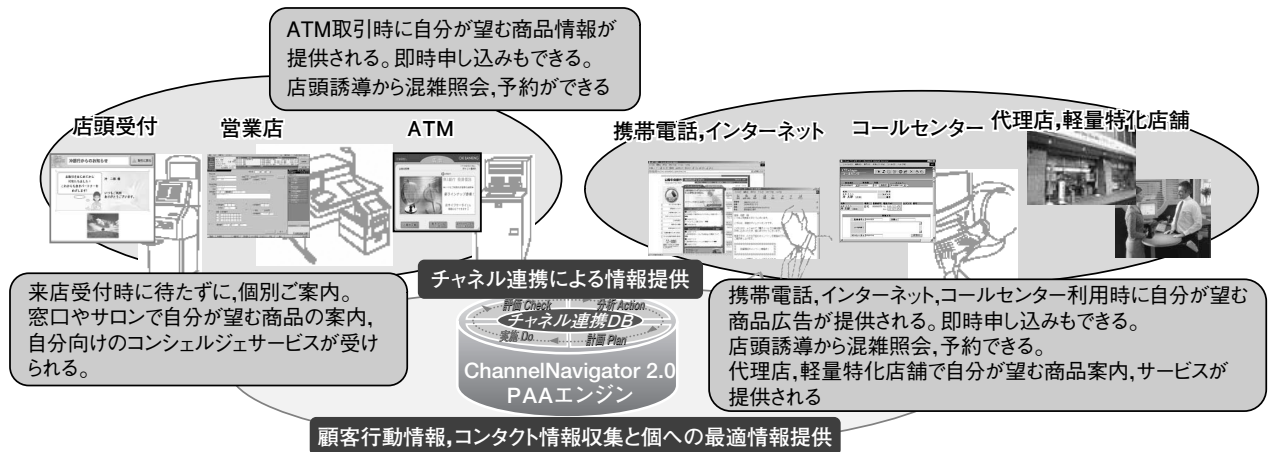 ATM取引時に自分が望む商品情報が
提供される。即時申し込みもできる。
店頭誘導から混雑照会,予約ができる
店頭受付
営業店
ATM
携帯電話,インターネット
コールセンター
代理店,軽量特化店舗
チャネル連携による情報提供
来店受付時に待たずに,個別ご案内。
窓口やサロンで自分が望む商品の案内,
自分向けのコンシェルジェサービスが受け
られる。
評価 Check
分析 Action
チャネル連携DB
実施 Do
計画 Plan
ChannelNavigator 2.0
PAAエンジン
携帯電話,インターネット,コールセンター利用時に自分が望む
商品広告が提供される。即時申し込みもできる。
店頭誘導から混雑照会,予約できる。
代理店,軽量特化店舗で自分が望む商品案内,サービスが
提供される
顧客行動情報,コンタクト情報収集と個への最適情報提供